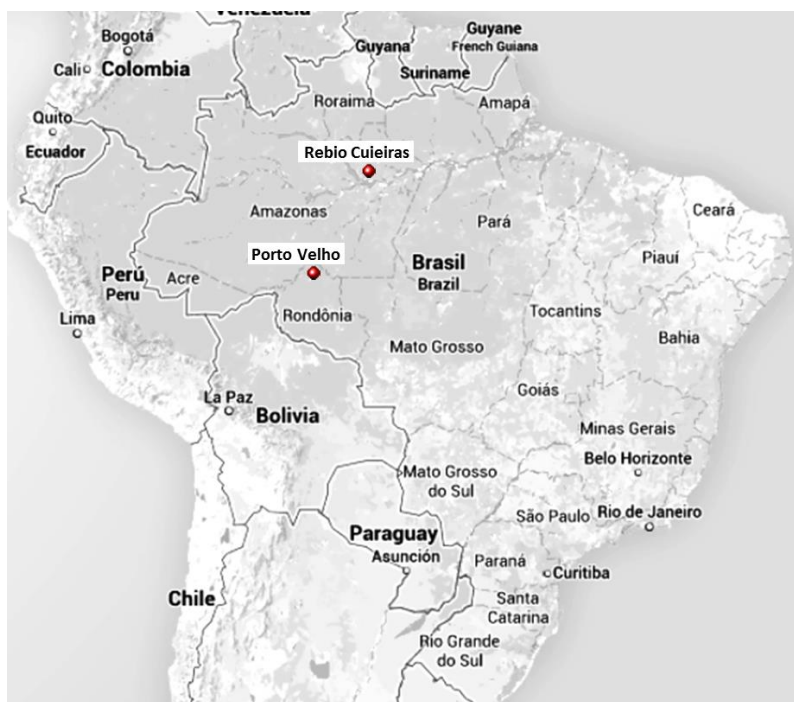 Venezuela
Bogotá
Cali
Colombia
Guyana
Guyane
French Guiana
Suriname
Roraima
Amapá
Quito
Ecuador
Rebio Cuieiras
Amazonas
Pará
Ceará
Porto Velho
Brasil
Brazil
Piauí
Perú
Peru
Acre
Rondônia
Tocantins
Lima
Mato Grosso
Bahia
Goiás
La Paz
Bolivia
Minas Gerais
Belo Horizonte
Mato Grosso
do Sul
São Paulo
Rio de Janeiro
Paraguay
Asunción
Paraná
Curitiba
Chile
Santa
Catarina
Rio Grande
do Sul